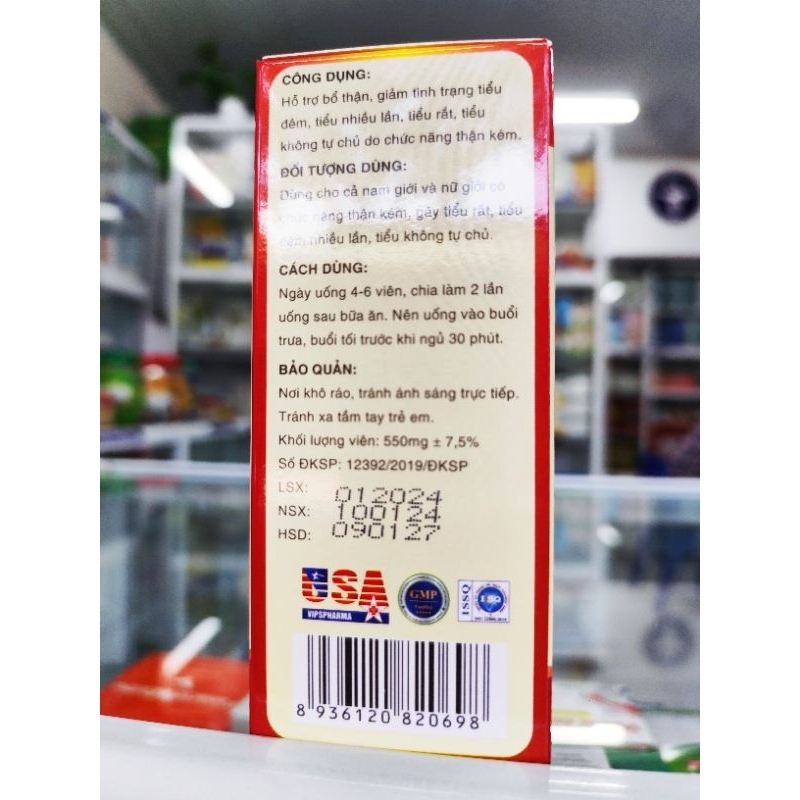 CÔNG DỤNG:
Hỗ trợ bổ thận, giảm tình trạng tiểu
đêm, tiểu nhiều lần, tiểu rắt, tiểu
không tự chủ do chức năng thận kém.
ĐỐI TƯỢNG DÙNG:
Dùng cho cả nam giới và nữ giới có
chức năng thận kém, gây tiểu rắt, tiểu
đêm, nhiều lần, tiểu không tự chủ.
CÁCH DÙNG:
Ngày uống 4-6 viên, chia làm 2 lần
uống sau bữa ăn. Nên uống vào buổi
trưa, buổi tối trước khi ngủ 30 phút.
BẢO QUẢN:
Nơi khô ráo, tránh ánh sáng trực tiếp.
Tránh xa tầm tay trẻ em.
Khối lượng viên: 550mg ± 7,5%
Số ĐKSP: 12392/2019/ĐKSP
LSX: 012024
NSX: 100124
HSD: 090127
USA
VIPSPHARMA
GMP
ISSQ
ISO
8 936120 820698